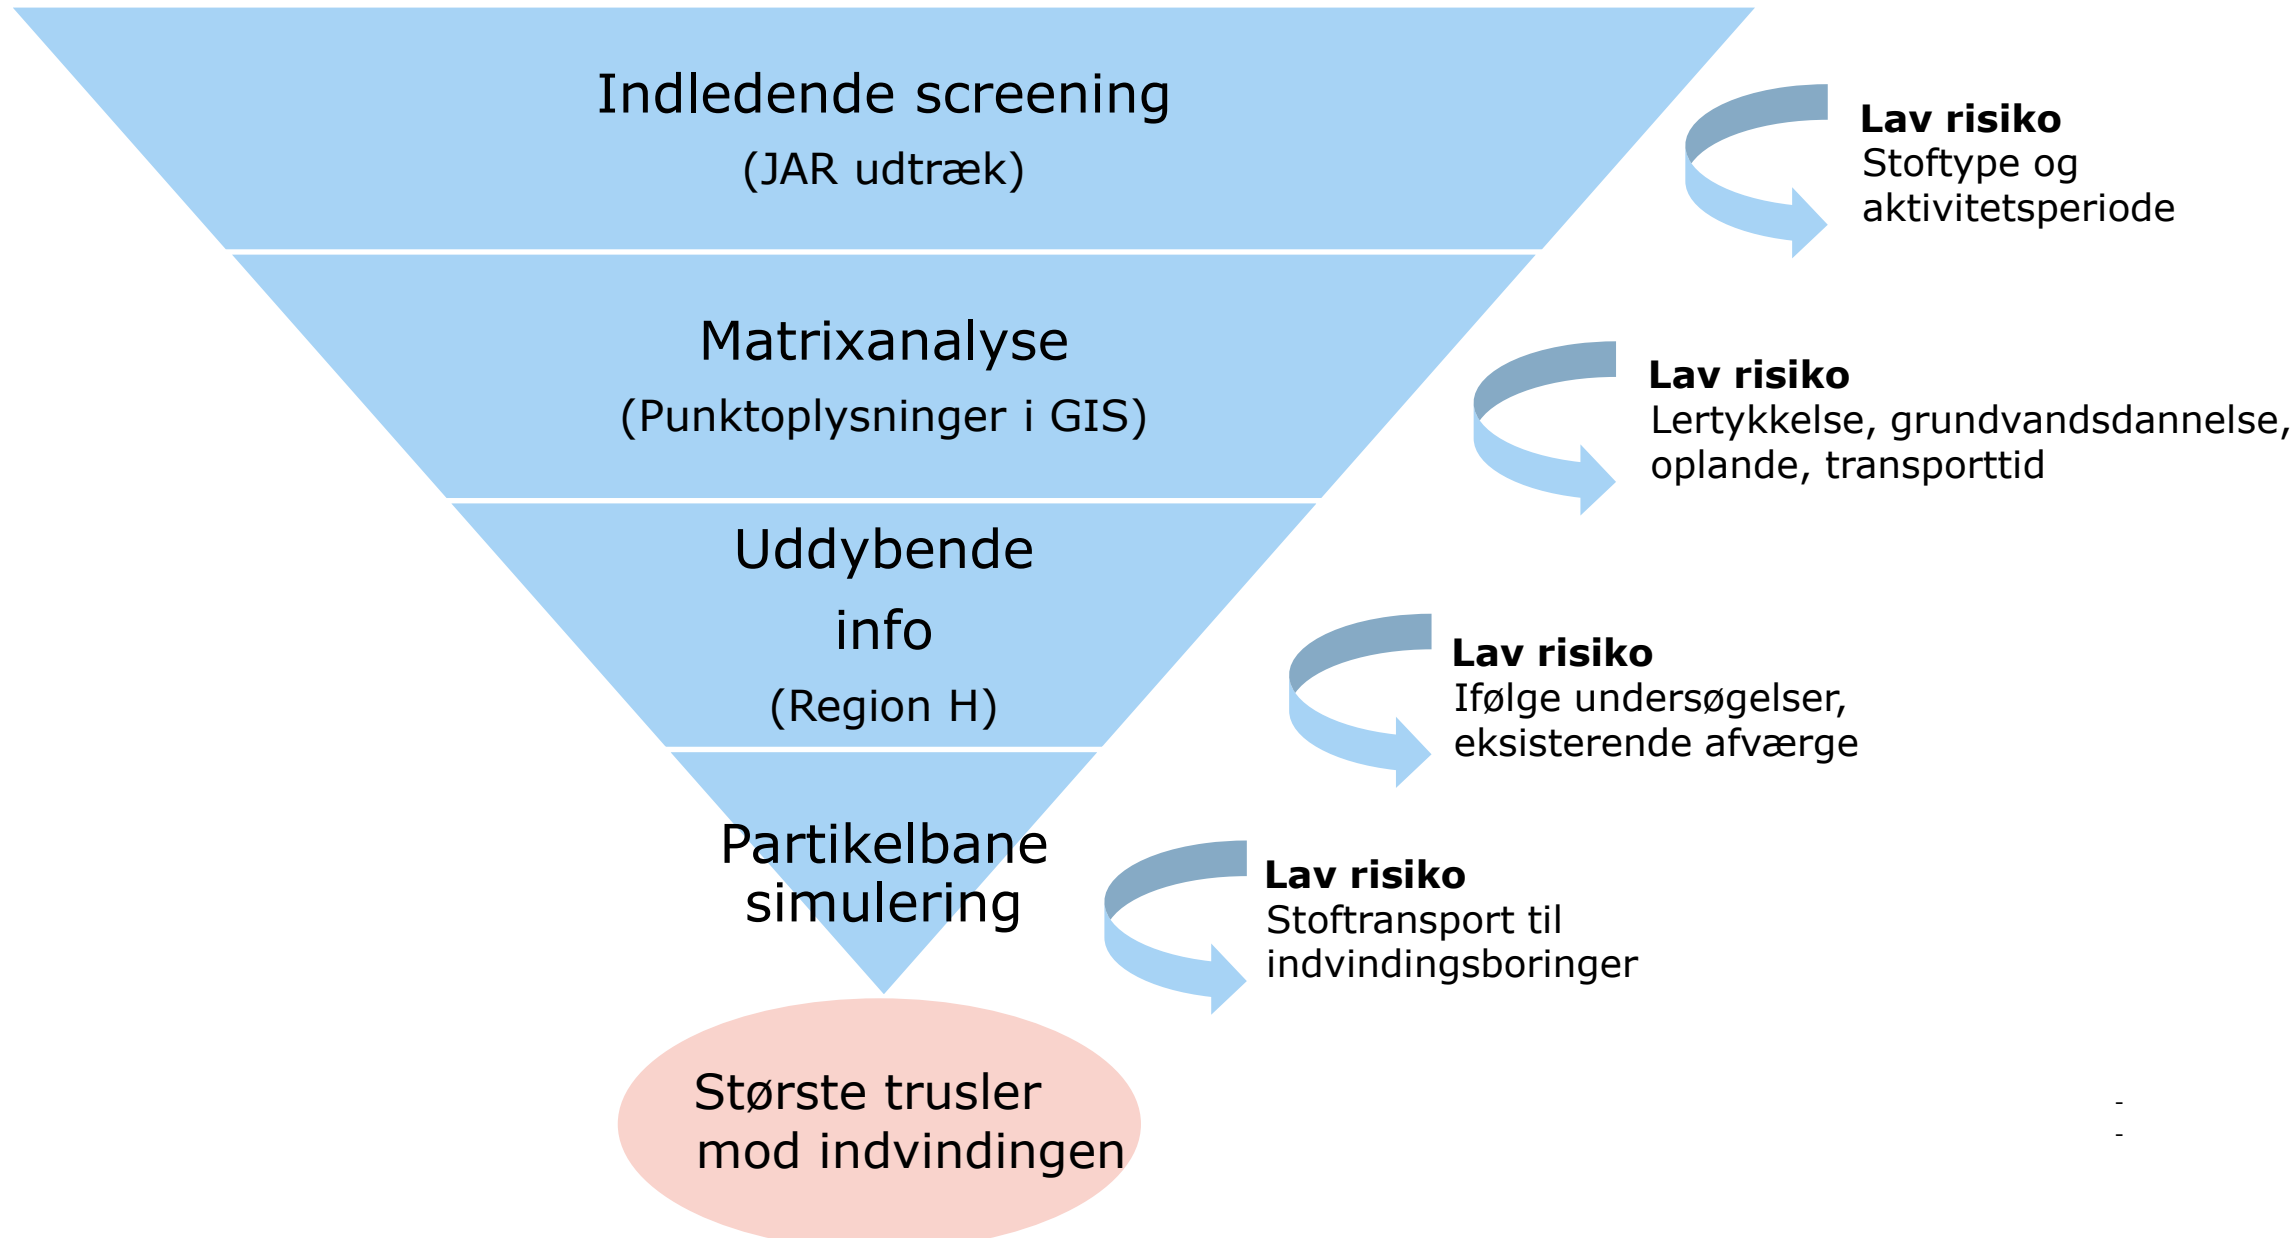 Indledende screening
(JAR udtræk)
Lav risiko
Stoftype og
aktivitetsperiode
Matrixanalyse
(Punktoplysninger i GIS)
Lav risiko
Lertykkelse, grundvandsdannelse,
oplande, transporttid
Uddybende
info
(Region H)
Lav risiko
Ifølge undersøgelser,
eksisterende afværge
Partikelbane
simulering
Lav risiko
Stoftransport til
indvindingsboringer
Største trusler
mod indvindingen
-
-